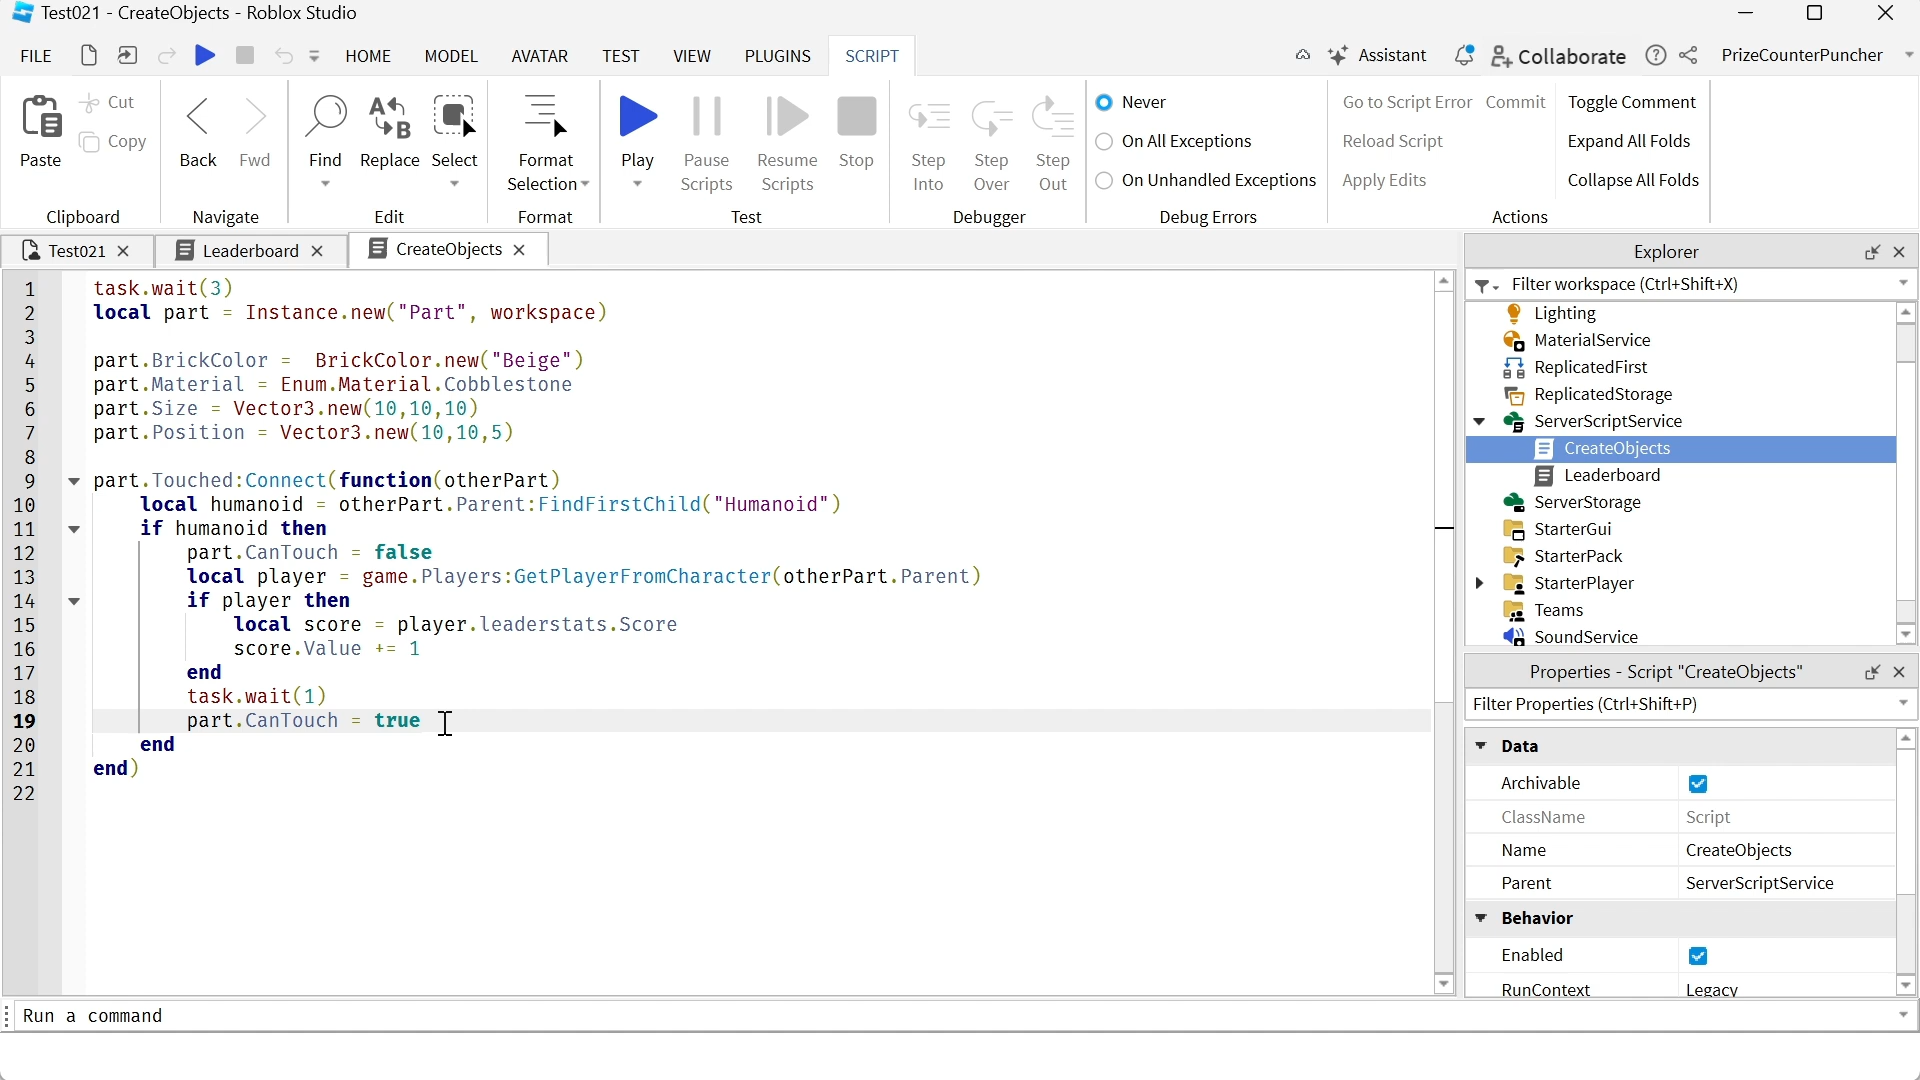 Test021 - CreateObjects - Roblox Studio
FILE HOME MODEL AVATAR TEST VIEW PLUGINS SCRIPT Assistant Collaborate PrizeCounterPuncher
Paste Cut Copy Back Fwd Find Replace Select Format Selection Play Pause Scripts Resume Scripts Stop Step Into Step Over Step Out
Never Go to Script Error Commit Toggle Comment
On All Exceptions Reload Script Expand All Folds
On Unhandled Exceptions Apply Edits Collapse All Folds
Clipboard Navigate Edit Format Test Debugger Debug Errors Actions
Test021 Leaderboard CreateObjects
1 task.wait(3)
2 local part = Instance.new("Part", workspace)
3
4 part.BrickColor =  BrickColor.new("Beige")
5 part.Material = Enum.Material.Cobblestone
6 part.Size = Vector3.new(10,10,10)
7 part.Position = Vector3.new(10,10,5)
8
9 part.Touched:Connect(function(otherPart)
10     local humanoid = otherPart.Parent:FindFirstChild("Humanoid")
11     if humanoid then
12         part.CanTouch = false
13         local player = game.Players:GetPlayerFromCharacter(otherPart.Parent)
14         if player then
15             local score = player.leaderstats.Score
16             score.Value += 1
17         end
18         task.wait(1)
19         part.CanTouch = true
20     end
21 end)
22
Explorer
Filter workspace (Ctrl+Shift+X)
Lighting
MaterialService
ReplicatedFirst
ReplicatedStorage
ServerScriptService
CreateObjects
Leaderboard
ServerStorage
StarterGui
StarterPack
StarterPlayer
Teams
SoundService
Properties - Script "CreateObjects"
Filter Properties (Ctrl+Shift+P)
Data
Archivable
ClassName Script
Name CreateObjects
Parent ServerScriptService
Behavior
Enabled
RunContext Legacy
Run a command